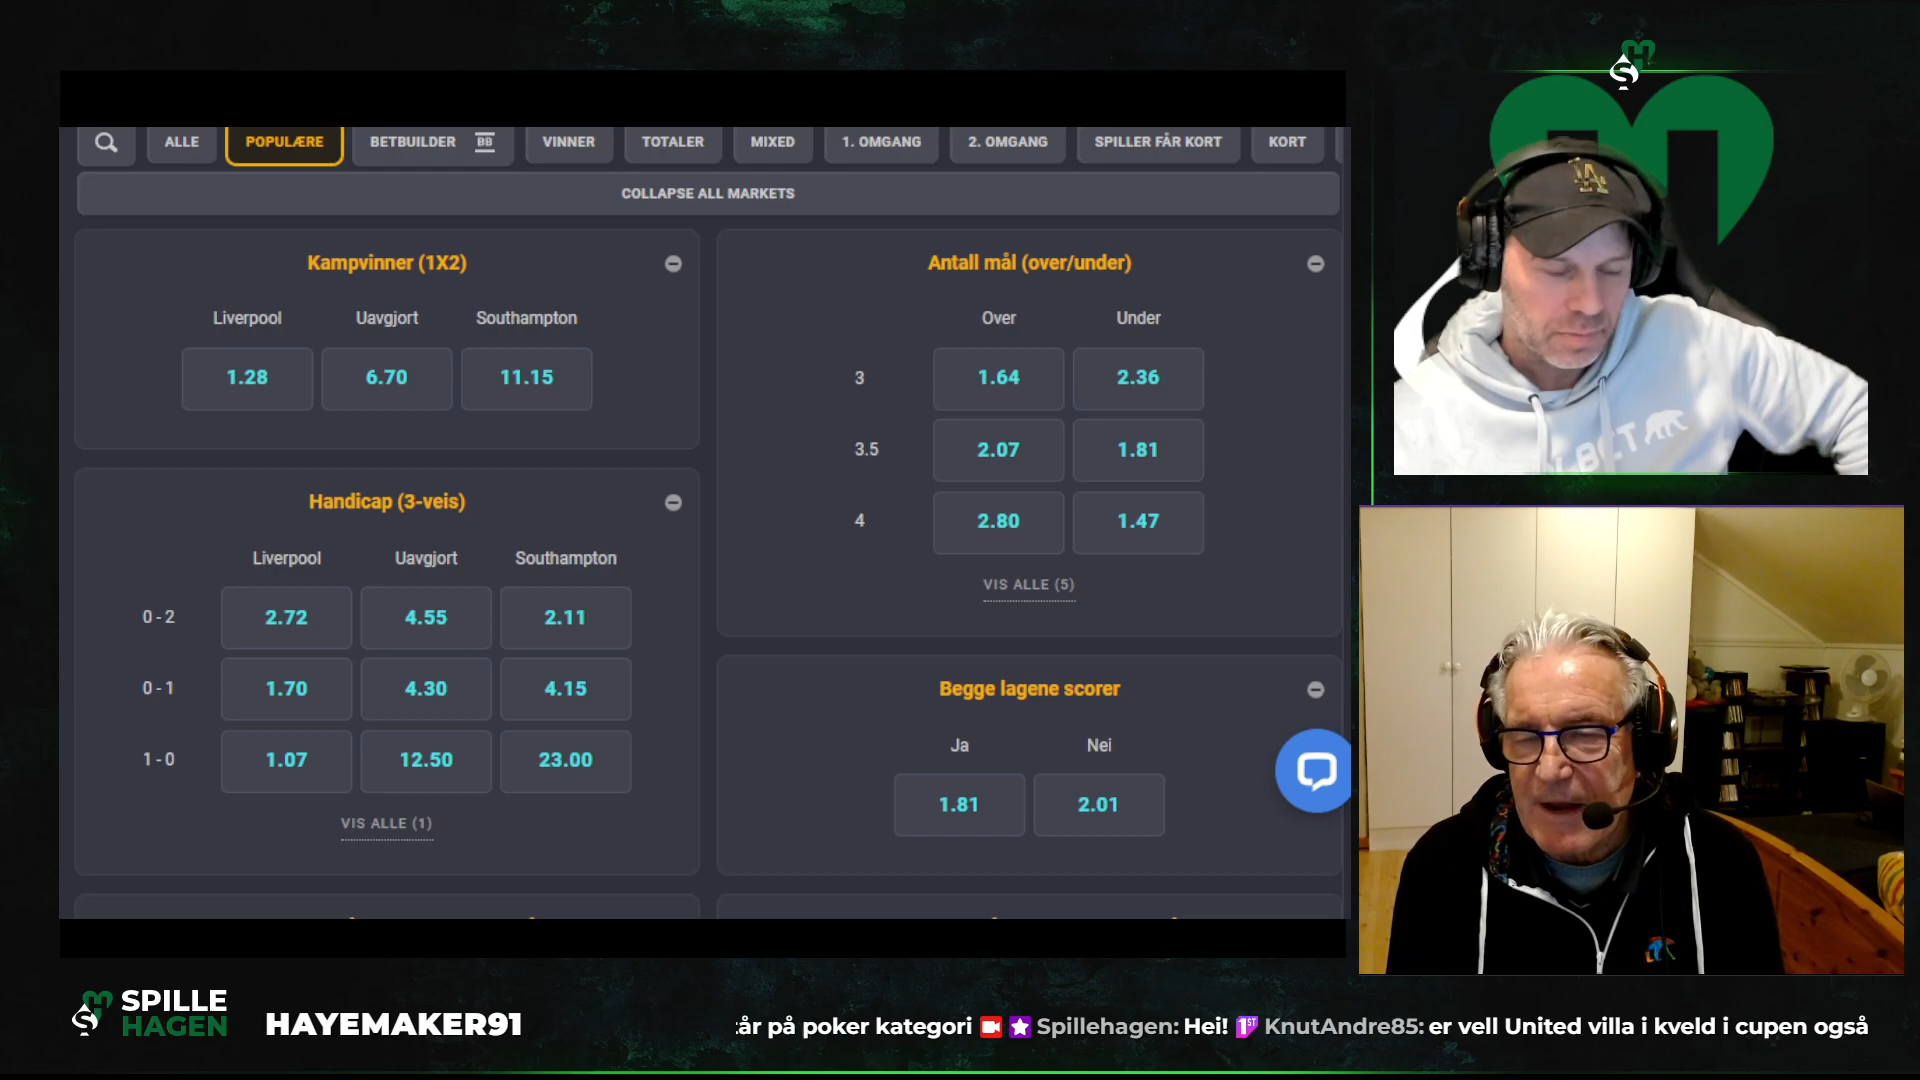 ALLE
POPULÆRE
BETBUILDER BB
VINNER
TOTALER
MIXED
1. OMGANG
2. OMGANG
SPILLER FÅR KORT
KORT
COLLAPSE ALL MARKETS
Kampvinner (1X2)
Liverpool Uavgjort Southampton
1.28 6.70 11.15
Handicap (3-veis)
Liverpool Uavgjort Southampton
0 - 2 2.72 4.55 2.11
0 - 1 1.70 4.30 4.15
1 - 0 1.07 12.50 23.00
VIS ALLE (1)
Antall mål (over/under)
Over Under
3 1.64 2.36
3.5 2.07 1.81
4 2.80 1.47
VIS ALLE (5)
Begge lagene scorer
Ja Nei
1.81 2.01
LA
SPILLE
HAGEN
HAYEMAKER91
år på poker kategori Spillehagen: Hei! 1ST KnutAndre85: er vell United villa i kveld i cupen også